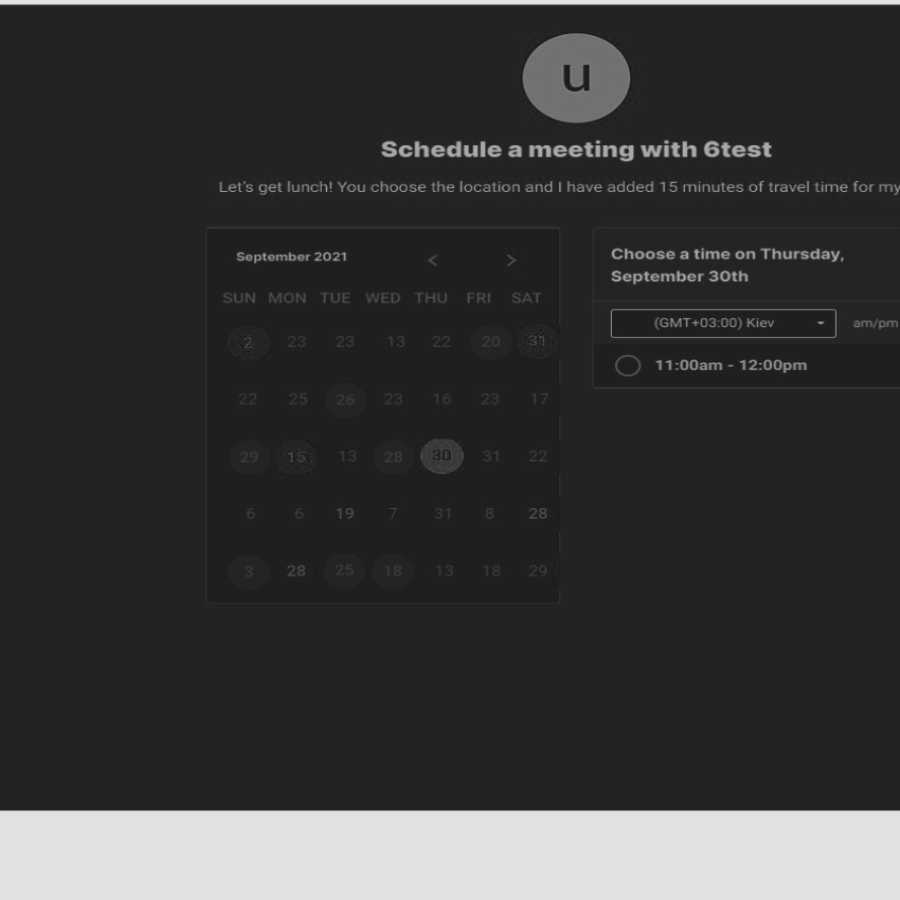 u
Schedule a meeting with 6test
Let's get lunch! You choose the location and I have added 15 minutes of travel time for my
September 2021 < >
SUN MON TUE WED THU FRI SAT
2 23 23 13 22 20 31
22 25 26 23 16 23 17
29 15 13 28 30 31 22
6 6 19 7 31 8 28
3 28 25 18 13 18 29
Choose a time on Thursday,
September 30th
(GMT+03:00) Kiev am/pm
11:00am - 12:00pm